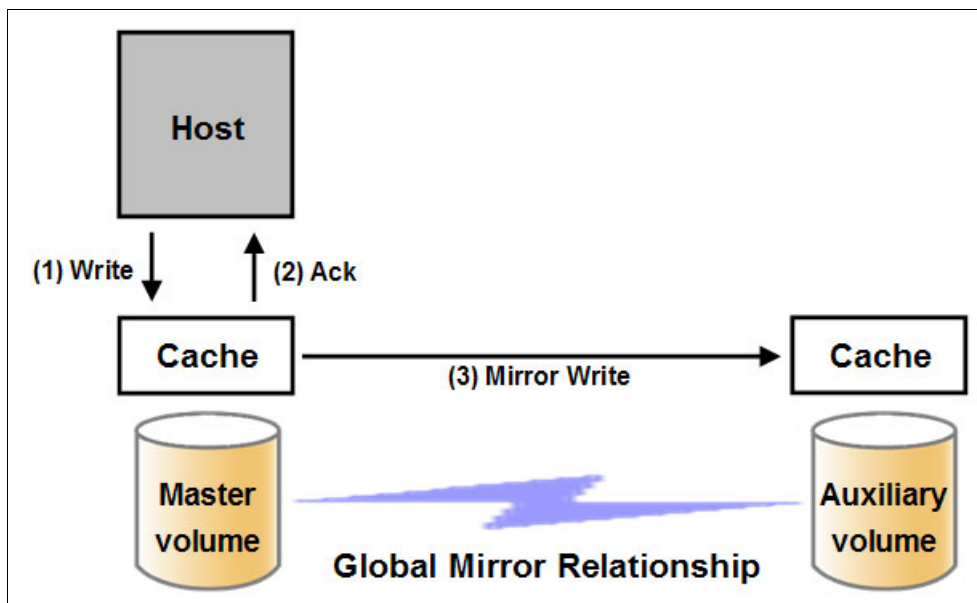 Host
(1) Write
(2) Ack
Cache
(3) Mirror Write
Cache
Master
volume
Auxiliary
volume
Global Mirror Relationship